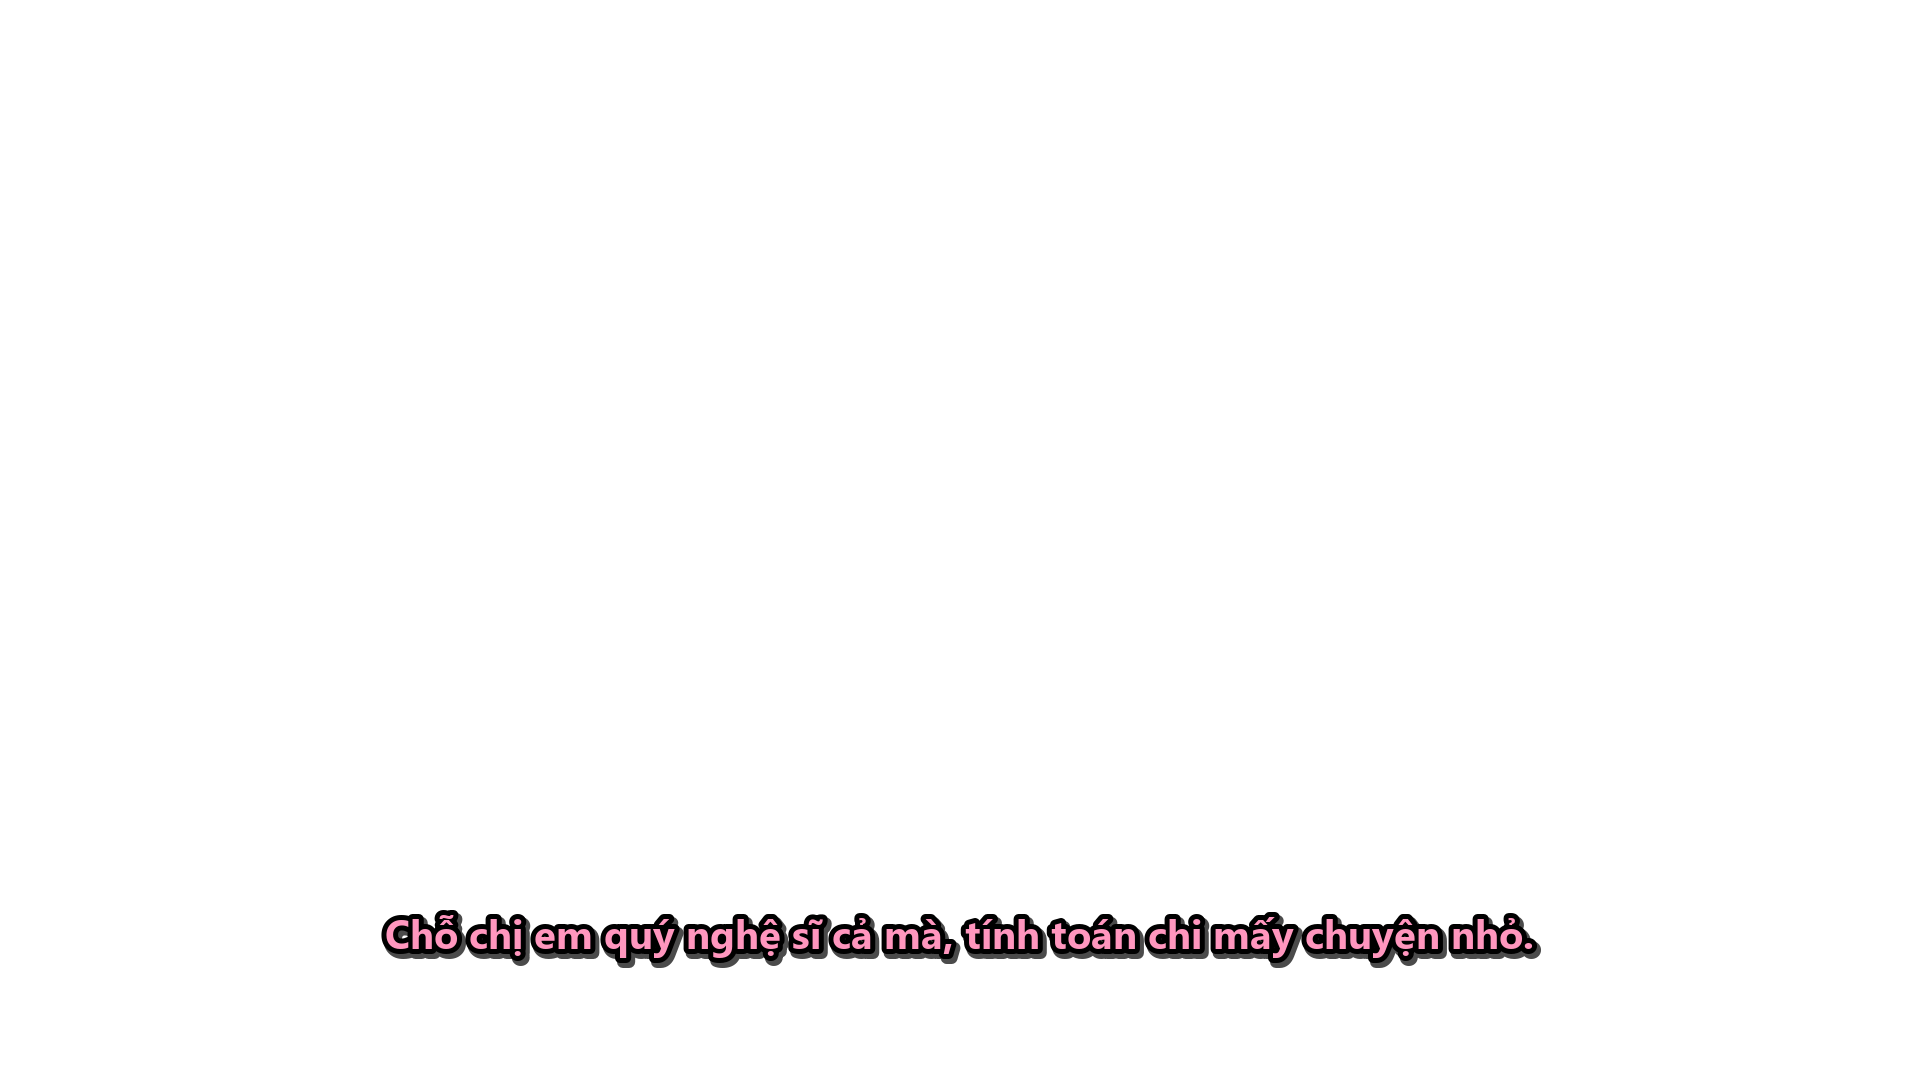 Chỗ chị em quý nghệ sĩ cả mà, tính toán chi mấy chuyện nhỏ.